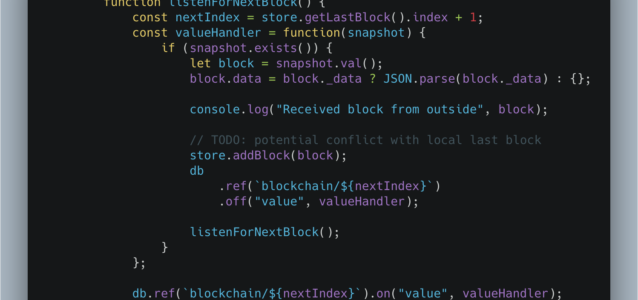 function listenForNextBlock() {
const nextIndex = store.getLastBlock().index + 1;
const valueHandler = function(snapshot) {
if (snapshot.exists()) {
let block = snapshot.val();
block.data = block._data ? JSON.parse(block._data) : {};
console.log("Received block from outside", block);
// TODO: potential conflict with local last block
store.addBlock(block);
db
.ref(`blockchain/${nextIndex}`)
.off("value", valueHandler);
listenForNextBlock();
}
};
db.ref(`blockchain/${nextIndex}`).on("value", valueHandler);